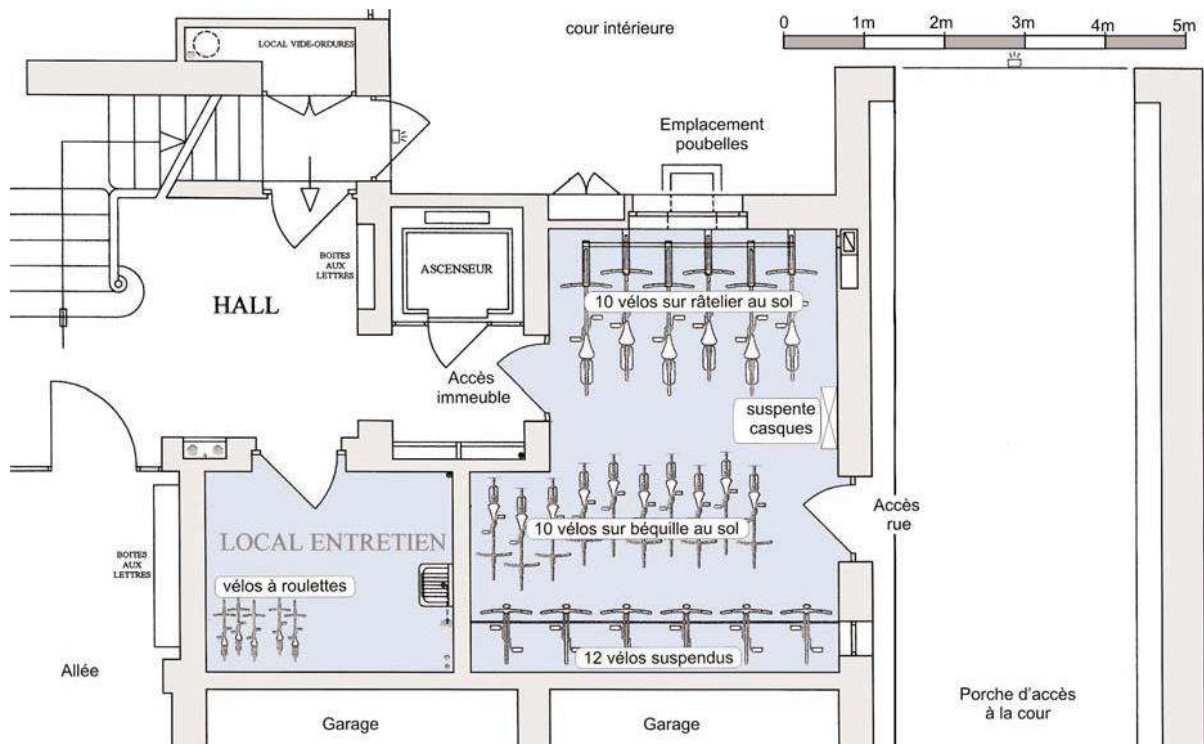 cour intérieure
0 1m 2m 3m 4m 5m
LOCAL VIDE-ORDURES
Emplacement
poubelles
BOITES
AUX
LETTRES
ASCENSEUR
HALL
10 vélos sur râtelier au sol
Accès
immeuble
suspente
casques
Accès
rue
10 vélos sur béquille au sol
LOCAL ENTRETIEN
BOITES
AUX
LETTRES
vélos à roulettes
12 vélos suspendus
Allée
Garage
Garage
Porche d'accès
à la cour